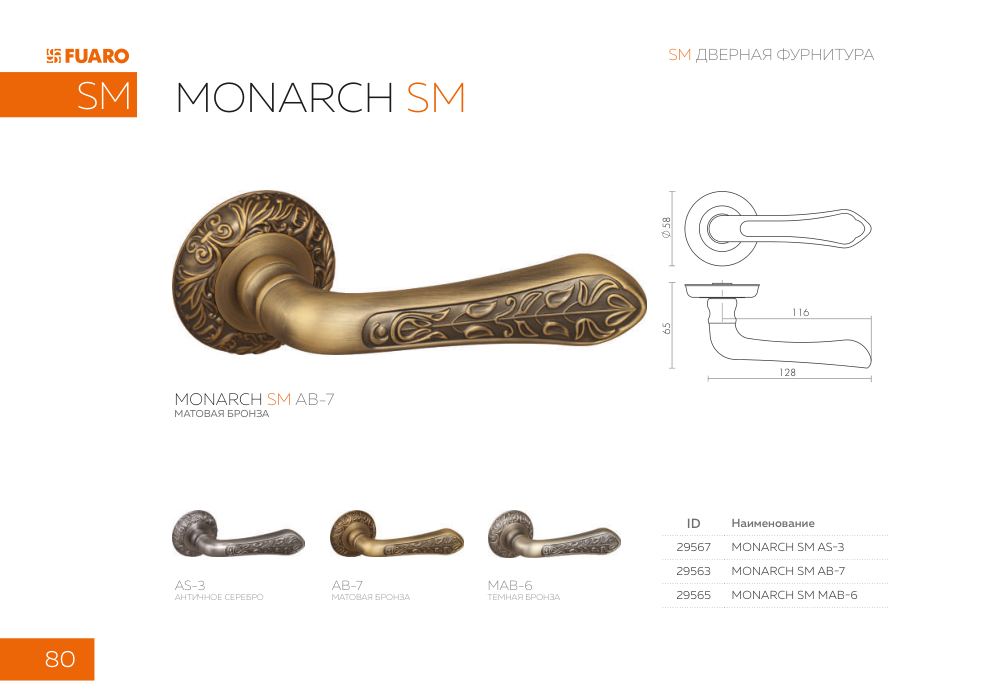 FUARO
SM ДВЕРНАЯ ФУРНИТУРА
SM
MONARCH SM
∅ 58
65
116
128
MONARCH SM AB-7
МАТОВАЯ БРОНЗА
AS-3
АНТИЧНОЕ СЕРЕБРО
AB-7
МАТОВАЯ БРОНЗА
MAB-6
ТЕМНАЯ БРОНЗА
ID Наименование
29567 MONARCH SM AS-3
29563 MONARCH SM AB-7
29565 MONARCH SM MAB-6
80